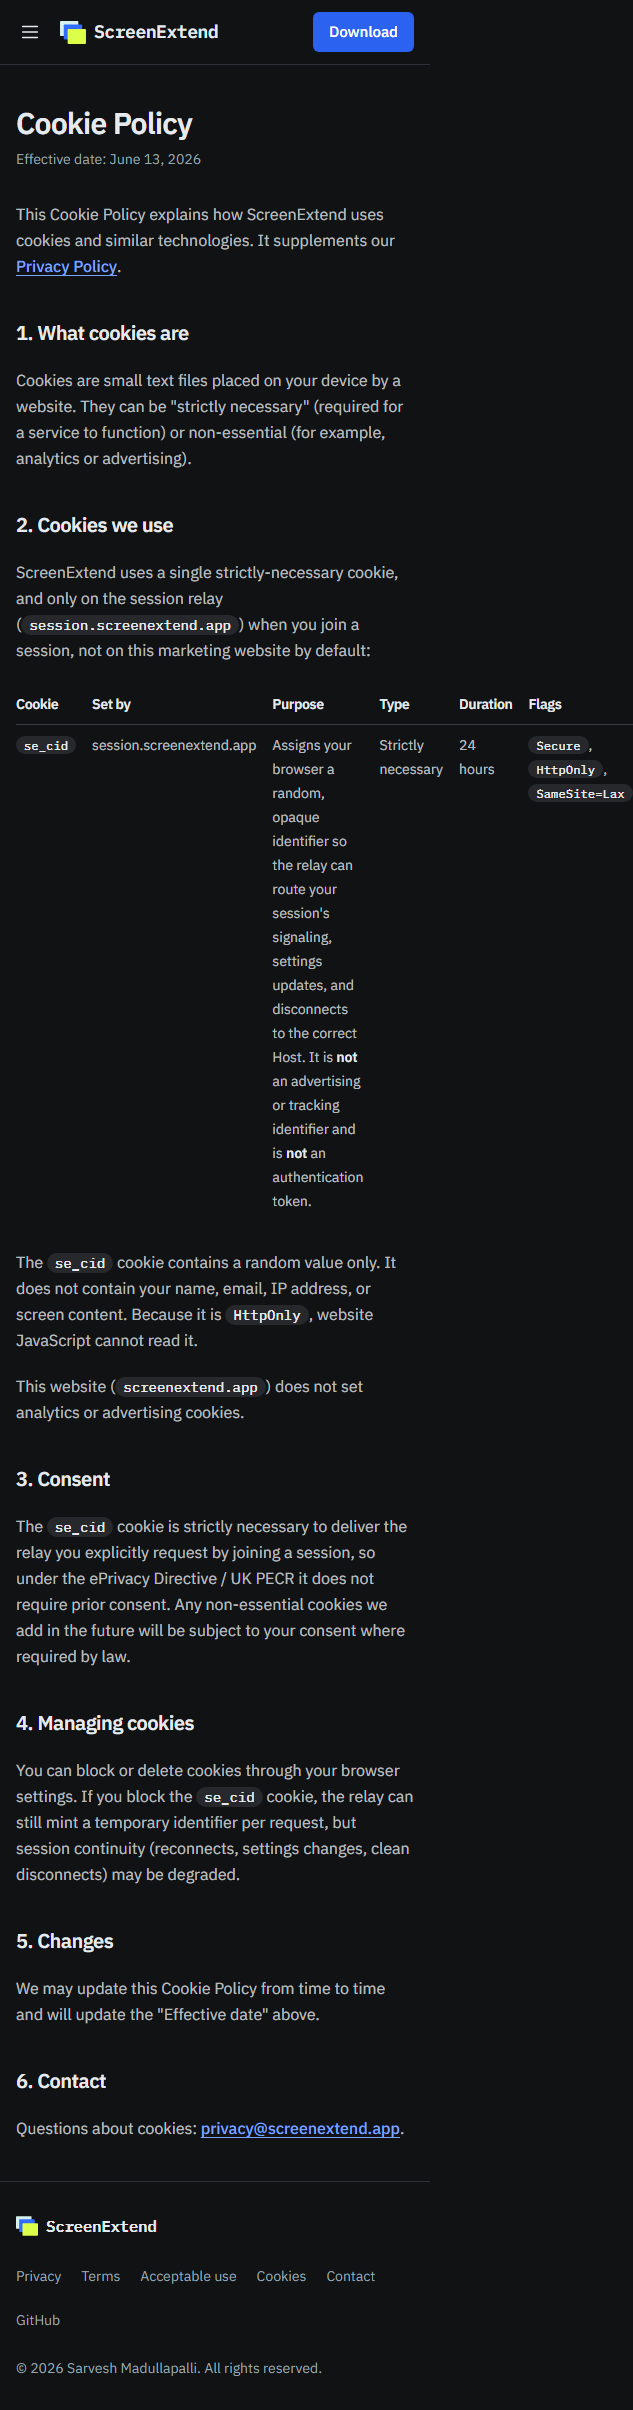 ScreenExtend
Download
Cookie Policy
Effective date: June 13, 2026
This Cookie Policy explains how ScreenExtend uses
cookies and similar technologies. It supplements our
Privacy Policy.
1. What cookies are
Cookies are small text files placed on your device by a
website. They can be "strictly necessary" (required for
a service to function) or non-essential (for example,
analytics or advertising).
2. Cookies we use
ScreenExtend uses a single strictly-necessary cookie,
and only on the session relay
(session.screenextend.app) when you join a
session, not on this marketing website by default:
Cookie Set by Purpose Type Duration Flags
se_cid session.screenextend.app Assigns your Strictly 24 Secure,
browser a necessary hours HttpOnly,
random, SameSite=Lax
opaque
identifier so
the relay can
route your
session's
signaling,
settings
updates, and
disconnects
to the correct
Host. It is not
an advertising
or tracking
identifier and
is not an
authentication
token.
The se_cid cookie contains a random value only. It
does not contain your name, email, IP address, or
screen content. Because it is HttpOnly, website
JavaScript cannot read it.
This website (screenextend.app) does not set
analytics or advertising cookies.
3. Consent
The se_cid cookie is strictly necessary to deliver the
relay you explicitly request by joining a session, so
under the ePrivacy Directive / UK PECR it does not
require prior consent. Any non-essential cookies we
add in the future will be subject to your consent where
required by law.
4. Managing cookies
You can block or delete cookies through your browser
settings. If you block the se_cid cookie, the relay can
still mint a temporary identifier per request, but
session continuity (reconnects, settings changes, clean
disconnects) may be degraded.
5. Changes
We may update this Cookie Policy from time to time
and will update the "Effective date" above.
6. Contact
Questions about cookies: privacy@screenextend.app.
ScreenExtend
Privacy Terms Acceptable use Cookies Contact
GitHub
© 2026 Sarvesh Madullapalli. All rights reserved.